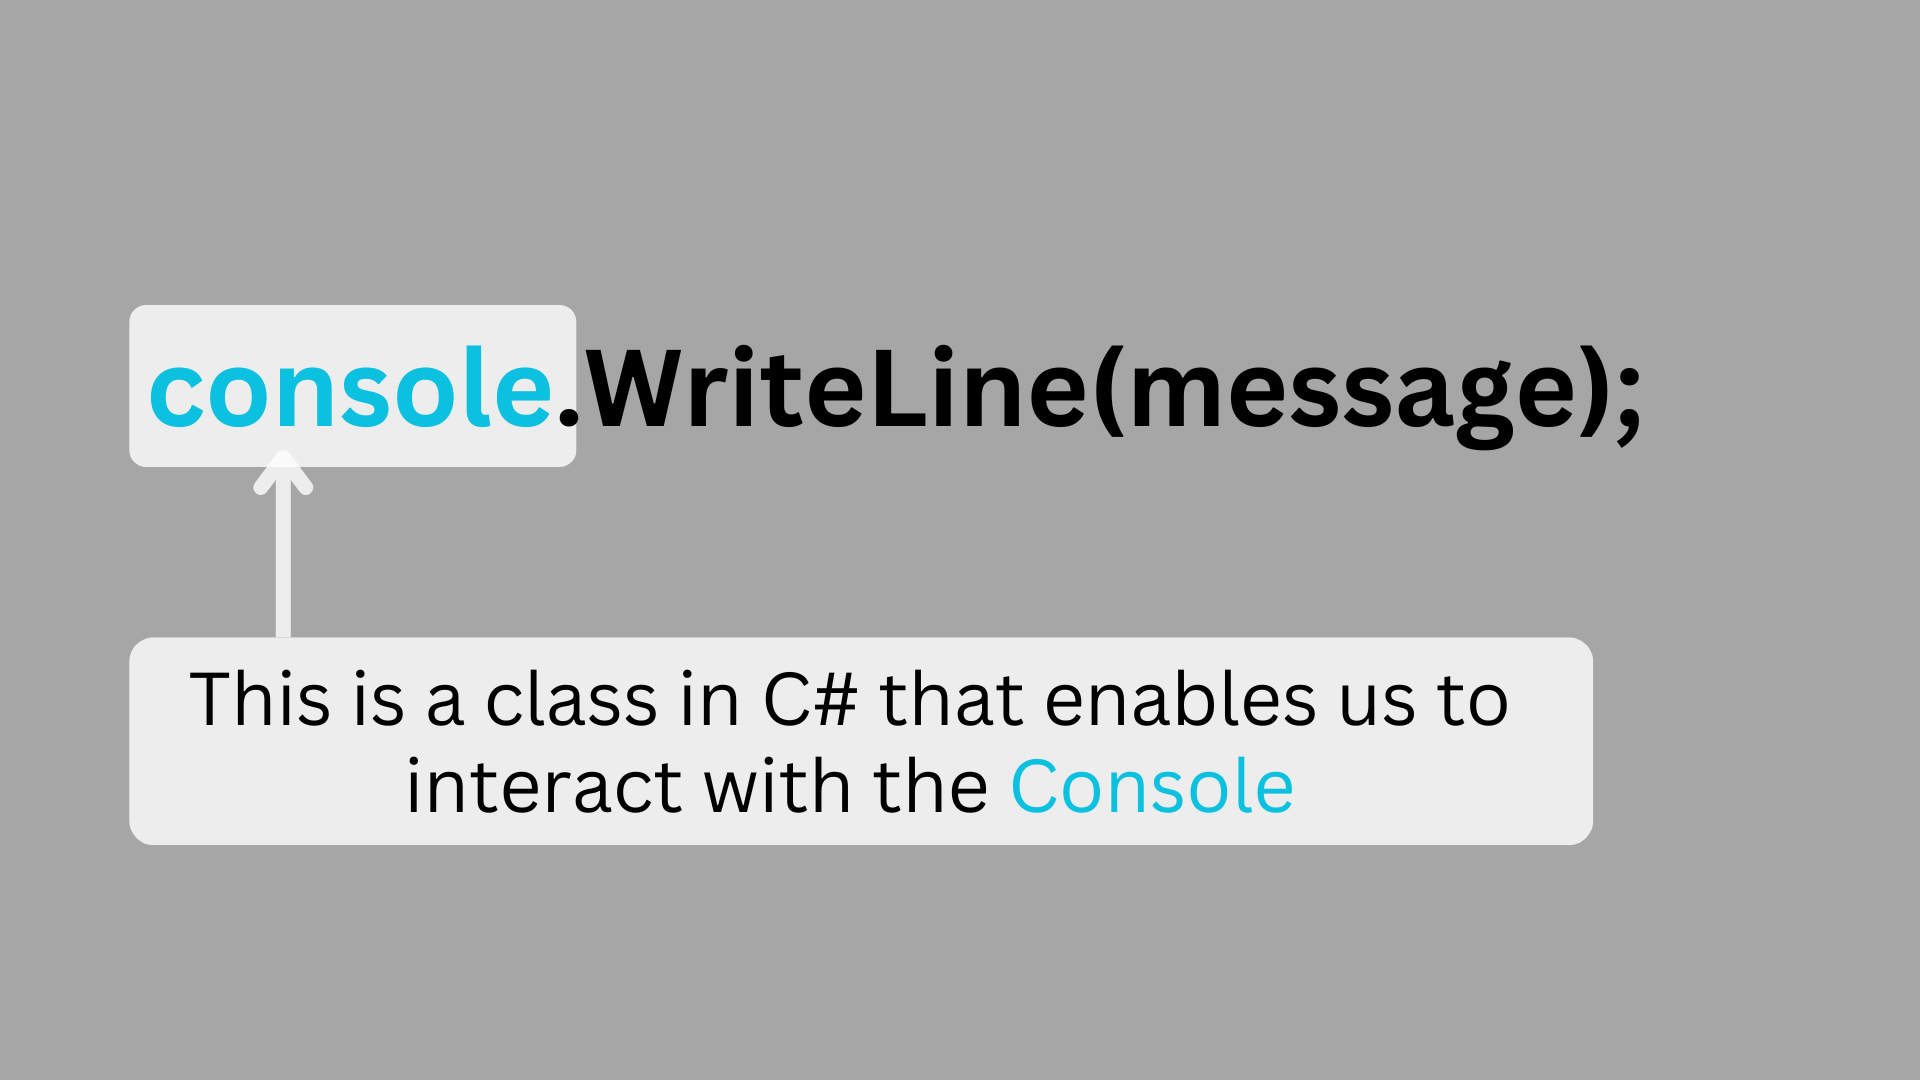 console.WriteLine(message);
This is a class in C# that enables us to
interact with the Console